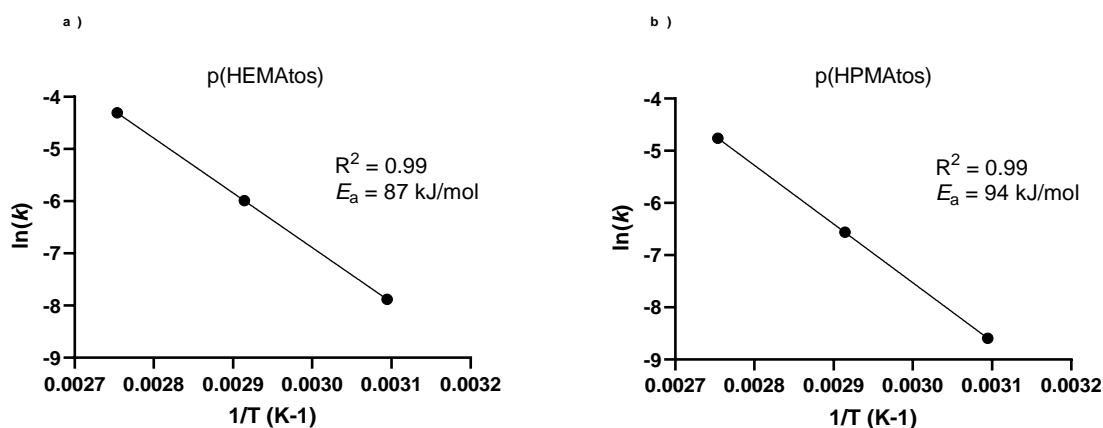 a )
p(HEMAtos)
-4
-5
-6
-7
-8
-9
ln(k)
R² = 0.99
Eₐ = 87 kJ/mol
0.0027 0.0028 0.0029 0.0030 0.0031 0.0032
1/T (K-1)
b )
p(HPMAtos)
-4
-5
-6
-7
-8
-9
ln(k)
R² = 0.99
Eₐ = 94 kJ/mol
0.0027 0.0028 0.0029 0.0030 0.0031 0.0032
1/T (K-1)